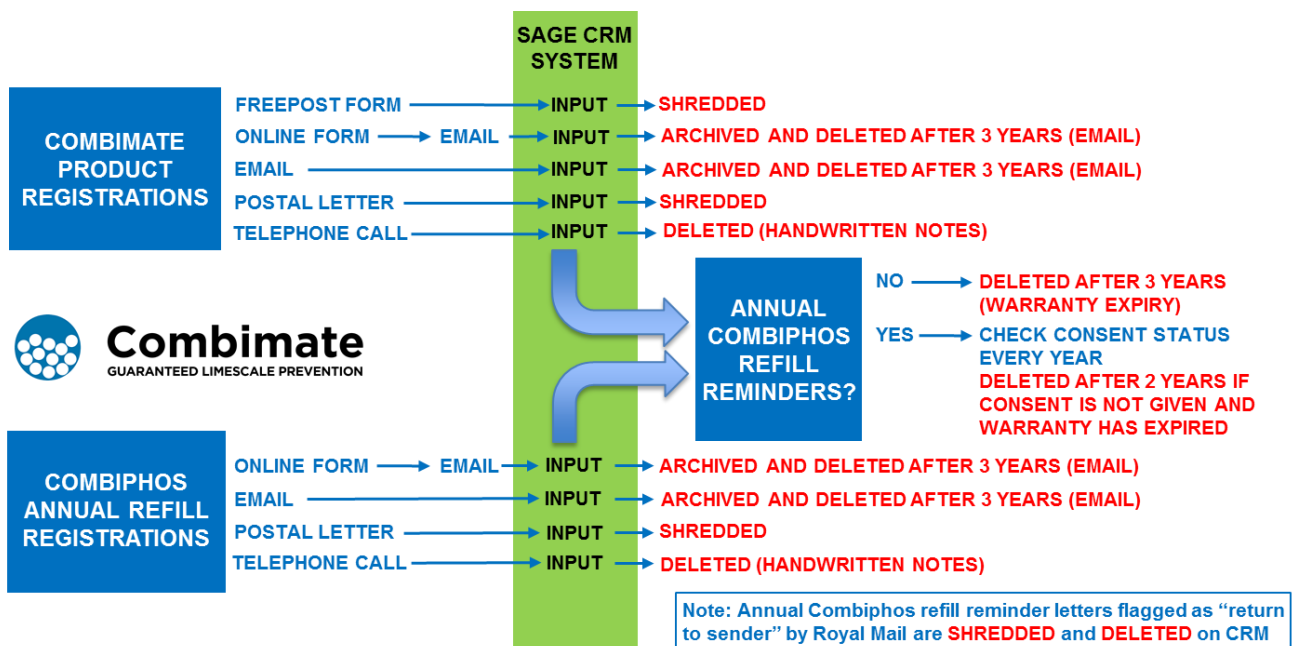 SAGE CRM
SYSTEM
COMBIMATE
PRODUCT
REGISTRATIONS
FREEPOST FORM INPUT SHREDDED
ONLINE FORM EMAIL INPUT ARCHIVED AND DELETED AFTER 3 YEARS (EMAIL)
EMAIL INPUT ARCHIVED AND DELETED AFTER 3 YEARS (EMAIL)
POSTAL LETTER INPUT SHREDDED
TELEPHONE CALL INPUT DELETED (HANDWRITTEN NOTES)
Combimate
GUARANTEED LIMESCALE PREVENTION
ANNUAL
COMBIPHOS
REFILL
REMINDERS?
NO DELETED AFTER 3 YEARS
(WARRANTY EXPIRY)
YES CHECK CONSENT STATUS
EVERY YEAR
DELETED AFTER 2 YEARS IF
CONSENT IS NOT GIVEN AND
WARRANTY HAS EXPIRED
COMBIPHOS
ANNUAL REFILL
REGISTRATIONS
ONLINE FORM EMAIL INPUT ARCHIVED AND DELETED AFTER 3 YEARS (EMAIL)
EMAIL INPUT ARCHIVED AND DELETED AFTER 3 YEARS (EMAIL)
POSTAL LETTER INPUT SHREDDED
TELEPHONE CALL INPUT DELETED (HANDWRITTEN NOTES)
Note: Annual Combiphos refill reminder letters flagged as “return
to sender” by Royal Mail are SHREDDED and DELETED on CRM